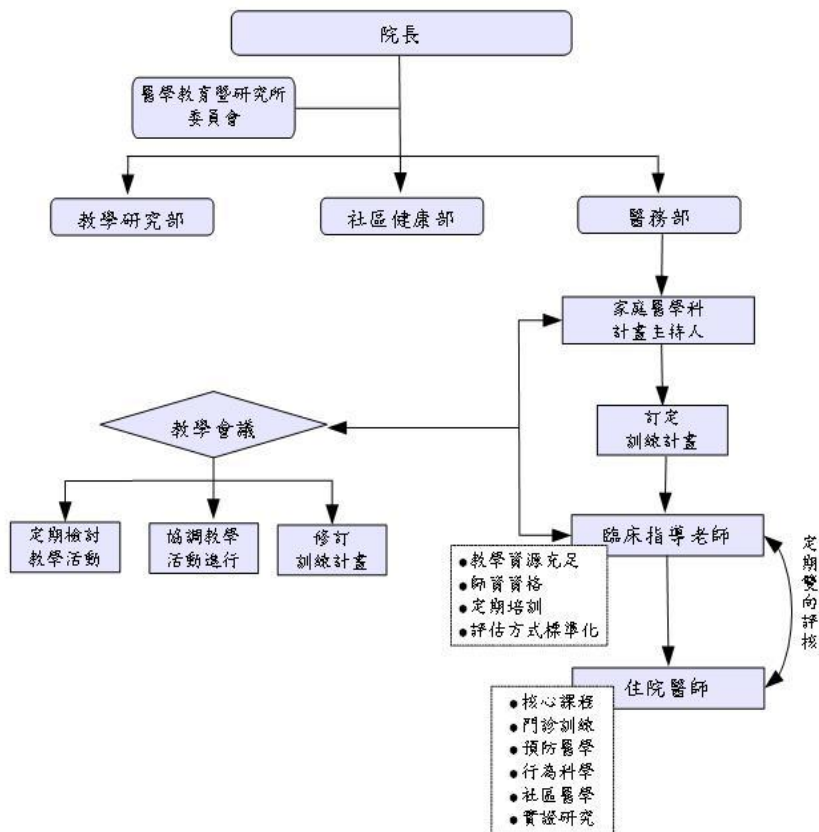 院長
醫學教育暨研究所
委員會
教學研究部
社區健康部
醫務部
家庭醫學科
計畫主持人
教學會議
訂定
訓練計畫
定期檢討
教學活動
協調教學
活動進行
修訂
訓練計畫
臨床指導老師
●教學資源充足
●師資資格
●定期培訓
●評估方式標準化
定期雙向評核
住院醫師
●核心課程
●門診訓練
●預防醫學
●行為科學
●社區醫學
●實證研究